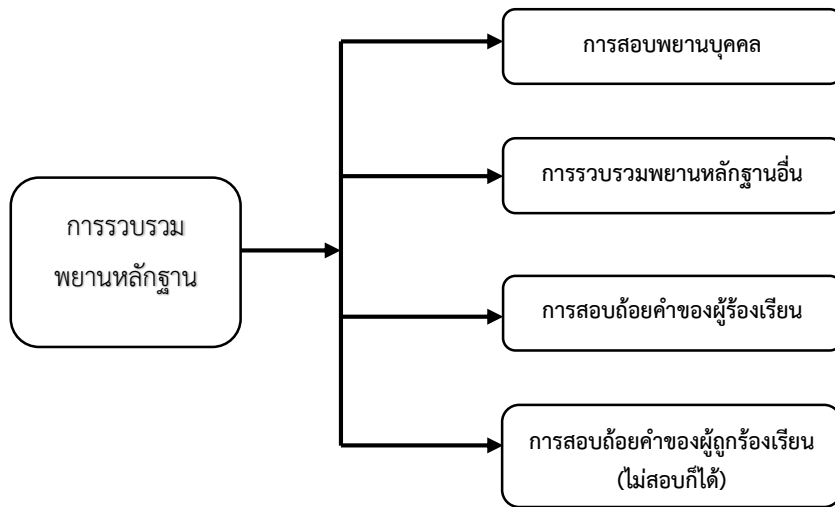 การสอบพยานบุคคล
การรวบรวมพยานหลักฐานอื่น
การรวบรวม
พยานหลักฐาน
การสอบถ้อยคำของผู้ร้องเรียน
การสอบถ้อยคำของผู้ถูกร้องเรียน
(ไม่สอบก็ได้)